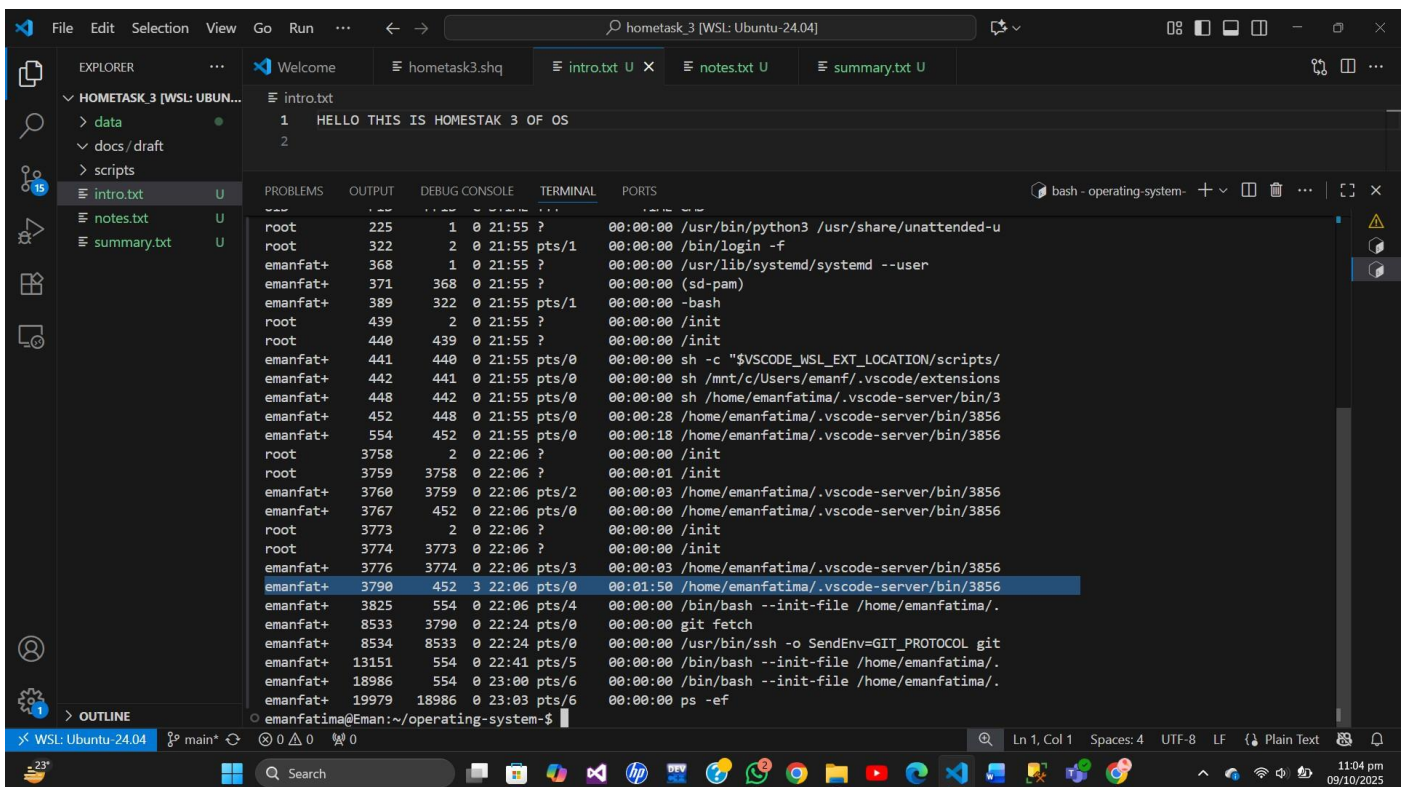 File Edit Selection View Go Run ··· hometask_3 [WSL: Ubuntu-24.04]
EXPLORER ···
HOMETASK_3 [WSL: UBUN...
data
docs / draft
scripts
intro.txt U
notes.txt U
summary.txt U
OUTLINE
Welcome hometask3.shq intro.txt U notes.txt U summary.txt U
intro.txt
1 HELLO THIS IS HOMESTAK 3 OF OS
2
PROBLEMS OUTPUT DEBUG CONSOLE TERMINAL PORTS bash - operating-system-
root 225 1 0 21:55 ? 00:00:00 /usr/bin/python3 /usr/share/unattended-u
root 322 2 0 21:55 pts/1 00:00:00 /bin/login -f
emanfat+ 368 1 0 21:55 ? 00:00:00 /usr/lib/systemd/systemd --user
emanfat+ 371 368 0 21:55 ? 00:00:00 (sd-pam)
emanfat+ 389 322 0 21:55 pts/1 00:00:00 -bash
root 439 2 0 21:55 ? 00:00:00 /init
root 440 439 0 21:55 ? 00:00:00 /init
emanfat+ 441 440 0 21:55 pts/0 00:00:00 sh -c "$VSCODE_WSL_EXT_LOCATION/scripts/
emanfat+ 442 441 0 21:55 pts/0 00:00:00 sh /mnt/c/Users/emanf/.vscode/extensions
emanfat+ 448 442 0 21:55 pts/0 00:00:00 sh /home/emanfatima/.vscode-server/bin/3
emanfat+ 452 448 0 21:55 pts/0 00:00:28 /home/emanfatima/.vscode-server/bin/3856
emanfat+ 554 452 0 21:55 pts/0 00:00:18 /home/emanfatima/.vscode-server/bin/3856
root 3758 2 0 22:06 ? 00:00:00 /init
root 3759 3758 0 22:06 ? 00:00:01 /init
emanfat+ 3760 3759 0 22:06 pts/2 00:00:03 /home/emanfatima/.vscode-server/bin/3856
emanfat+ 3767 452 0 22:06 pts/0 00:00:00 /home/emanfatima/.vscode-server/bin/3856
root 3773 2 0 22:06 ? 00:00:00 /init
root 3774 3773 0 22:06 ? 00:00:00 /init
emanfat+ 3776 3774 0 22:06 pts/3 00:00:03 /home/emanfatima/.vscode-server/bin/3856
emanfat+ 3790 452 3 22:06 pts/0 00:01:50 /home/emanfatima/.vscode-server/bin/3856
emanfat+ 3825 554 0 22:06 pts/4 00:00:00 /bin/bash --init-file /home/emanfatima/.
emanfat+ 8533 3790 0 22:24 pts/0 00:00:00 git fetch
emanfat+ 8534 8533 0 22:24 pts/0 00:00:00 /usr/bin/ssh -o SendEnv=GIT_PROTOCOL git
emanfat+ 13151 554 0 22:41 pts/5 00:00:00 /bin/bash --init-file /home/emanfatima/.
emanfat+ 18986 554 0 23:00 pts/6 00:00:00 /bin/bash --init-file /home/emanfatima/.
emanfat+ 19979 18986 0 23:03 pts/6 00:00:00 ps -ef
emanfatima@Eman:~/operating-system-$
15
1
WSL: Ubuntu-24.04 main* 0 0 0 Ln 1, Col 1 Spaces: 4 UTF-8 LF Plain Text
23° Search 11:04 pm
09/10/2025